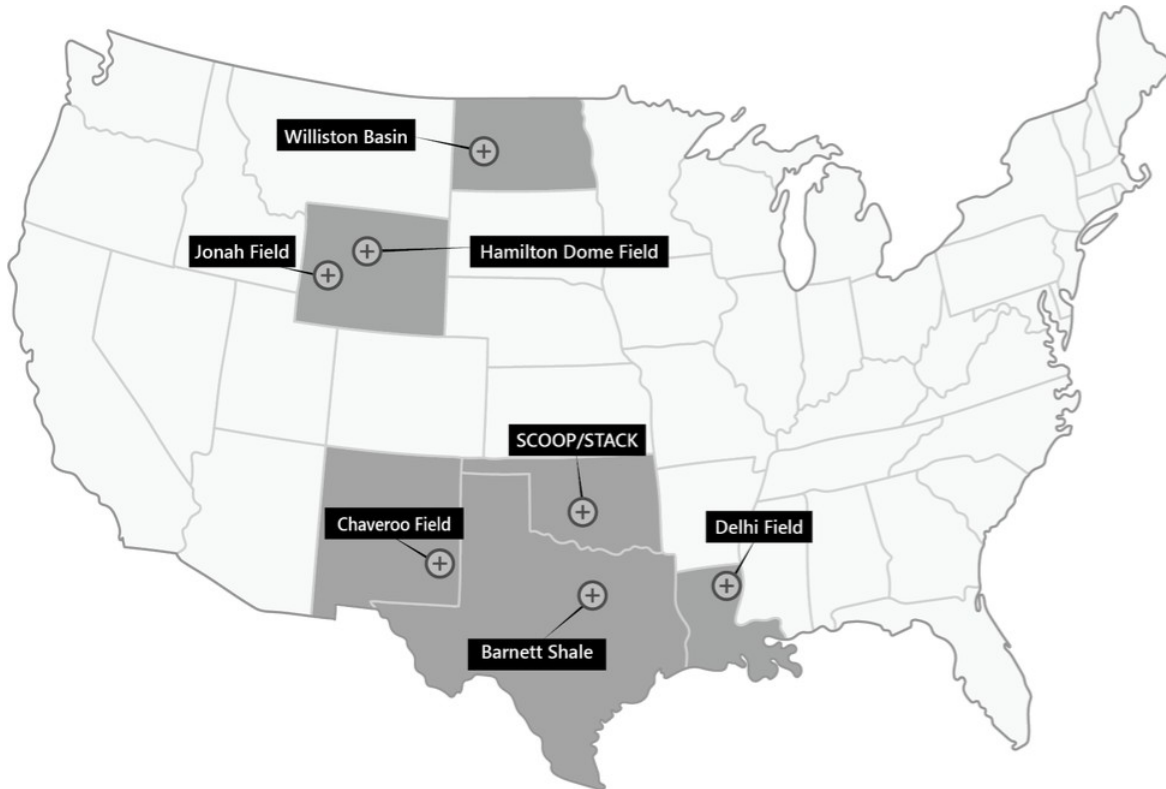 Williston Basin
Jonah Field
Hamilton Dome Field
SCOOP/STACK
Chaveroo Field
Delhi Field
Barnett Shale